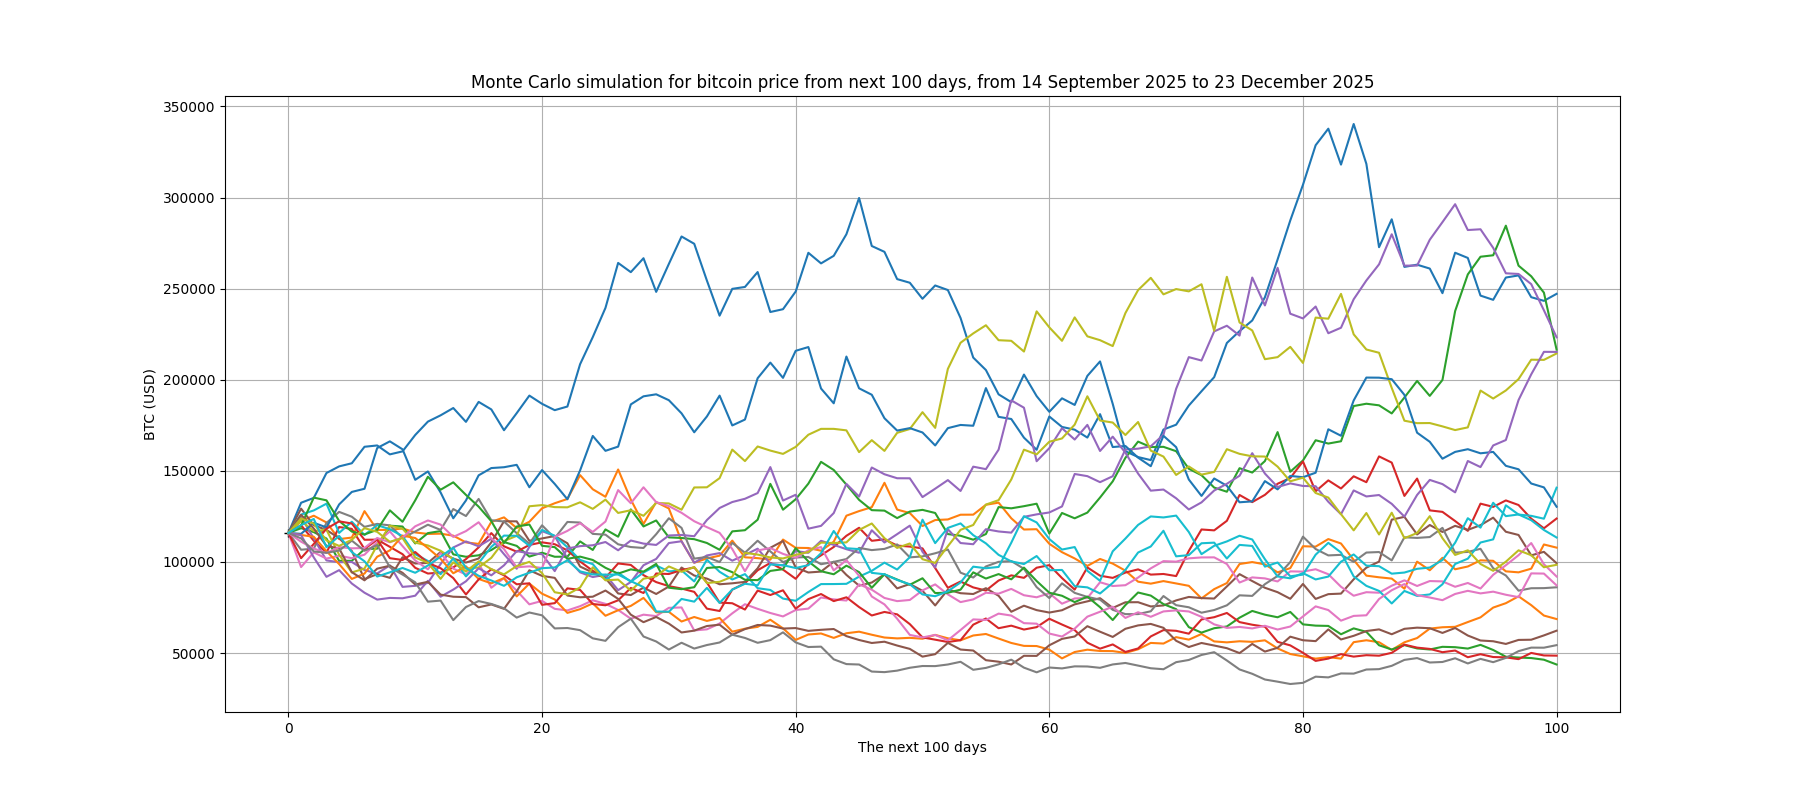 Monte Carlo simulation for bitcoin price from next 100 days, from 14 September 2025 to 23 December 2025
350000
300000
250000
200000
150000
100000
50000
BTC (USD)
0 20 40 60 80 100
The next 100 days